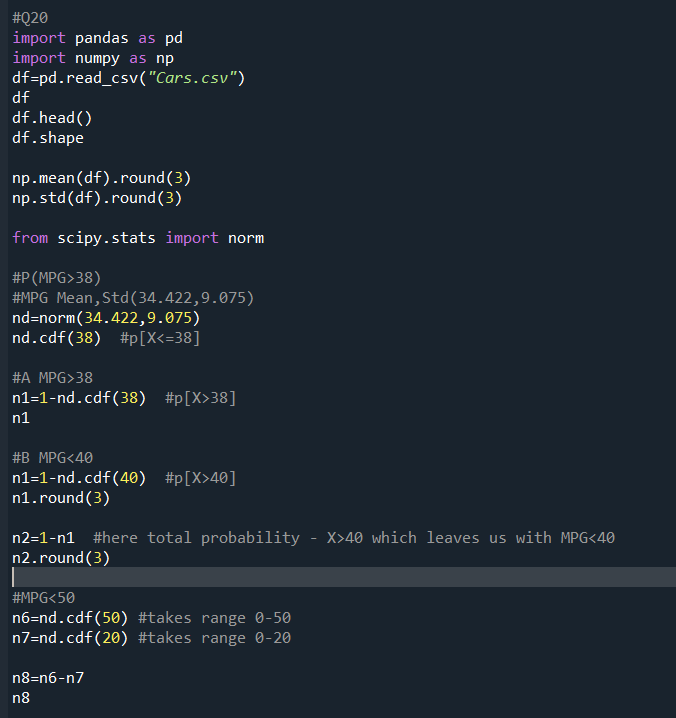 #Q20
import pandas as pd
import numpy as np
df=pd.read_csv("Cars.csv")
df
df.head()
df.shape
np.mean(df).round(3)
np.std(df).round(3)
from scipy.stats import norm
#P(MPG>38)
#MPG Mean,Std(34.422,9.075)
nd=norm(34.422,9.075)
nd.cdf(38)  #p[X<=38]
#A MPG>38
n1=1-nd.cdf(38)  #p[X>38]
n1
#B MPG<40
n1=1-nd.cdf(40)  #p[X>40]
n1.round(3)
n2=1-n1  #here total probability - X>40 which leaves us with MPG<40
n2.round(3)
#MPG<50
n6=nd.cdf(50) #takes range 0-50
n7=nd.cdf(20) #takes range 0-20
n8=n6-n7
n8